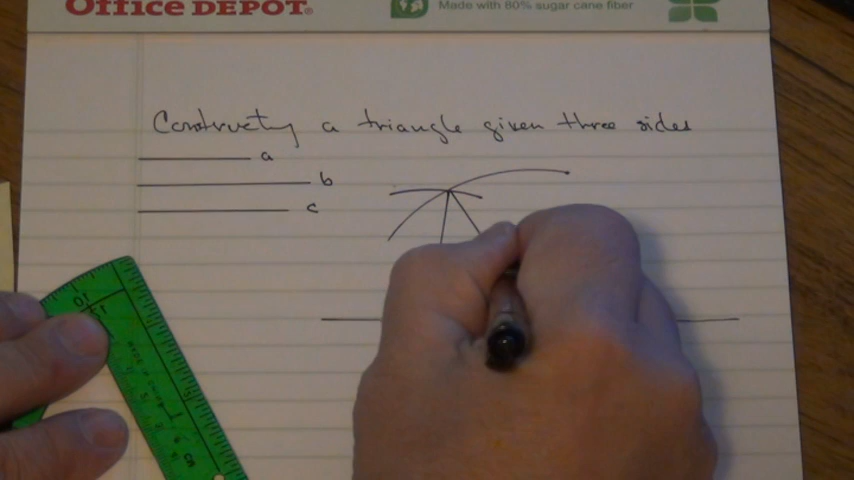 Office DEPOT®
Made with 80% sugar cane fiber
Constructing a triangle given three sides
a
b
c